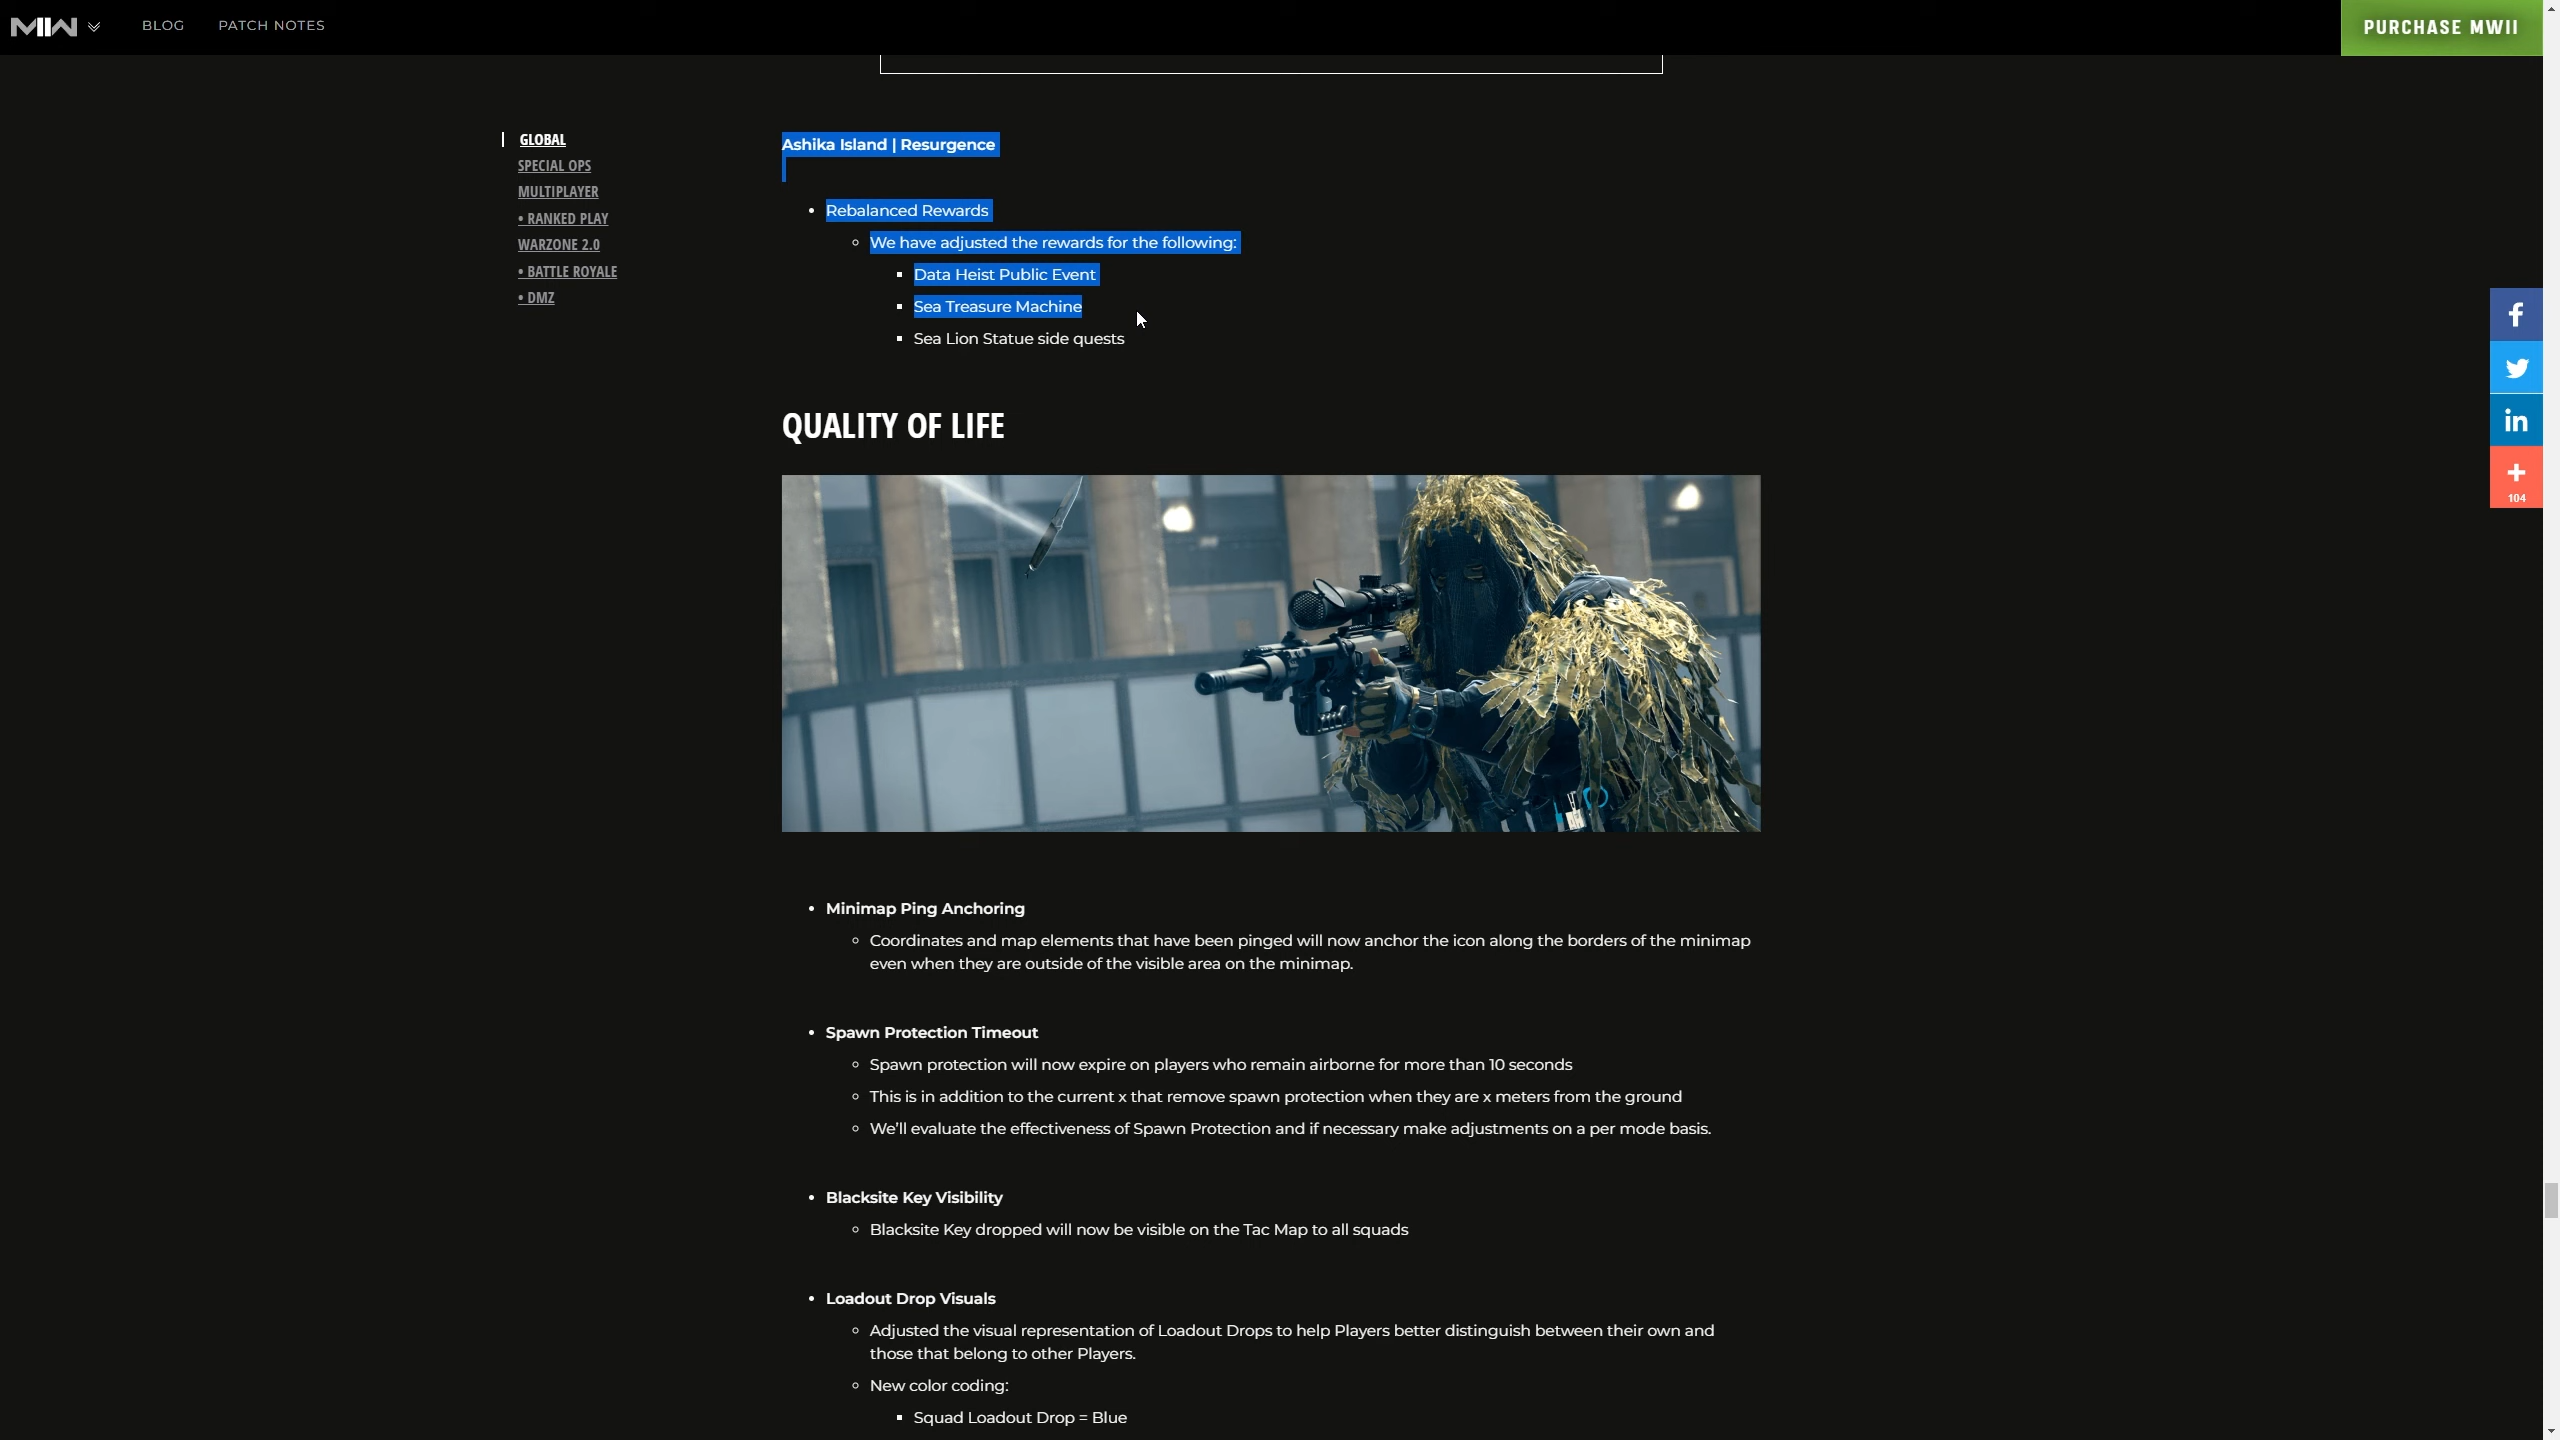 MW
BLOG
PATCH NOTES
PURCHASE MWII
GLOBAL
SPECIAL OPS
MULTIPLAYER
• RANKED PLAY
WARZONE 2.0
• BATTLE ROYALE
• DMZ
Ashika Island | Resurgence
• Rebalanced Rewards
◦ We have adjusted the rewards for the following:
▪ Data Heist Public Event
▪ Sea Treasure Machine
▪ Sea Lion Statue side quests
104
QUALITY OF LIFE
• Minimap Ping Anchoring
◦ Coordinates and map elements that have been pinged will now anchor the icon along the borders of the minimap
even when they are outside of the visible area on the minimap.
• Spawn Protection Timeout
◦ Spawn protection will now expire on players who remain airborne for more than 10 seconds
◦ This is in addition to the current x that remove spawn protection when they are x meters from the ground
◦ We’ll evaluate the effectiveness of Spawn Protection and if necessary make adjustments on a per mode basis.
• Blacksite Key Visibility
◦ Blacksite Key dropped will now be visible on the Tac Map to all squads
• Loadout Drop Visuals
◦ Adjusted the visual representation of Loadout Drops to help Players better distinguish between their own and
those that belong to other Players.
◦ New color coding:
▪ Squad Loadout Drop = Blue